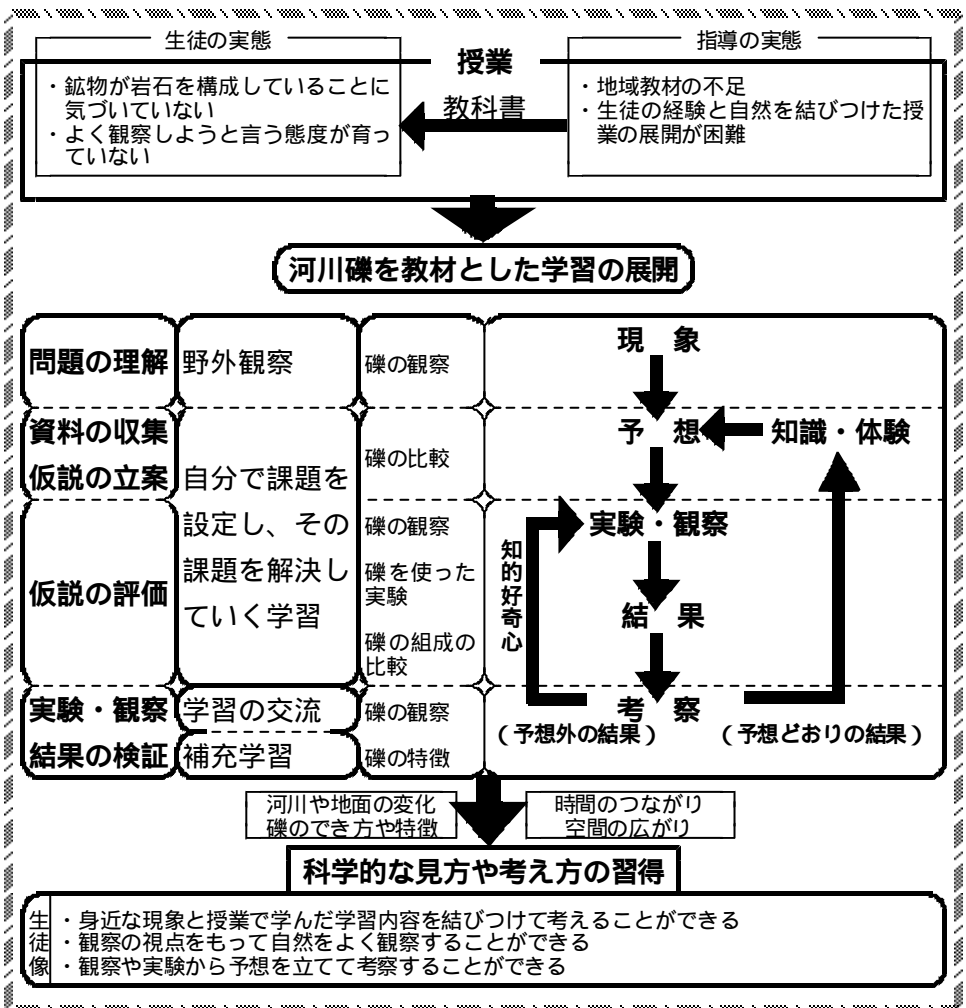 生徒の実態
・鉱物が岩石を構成していることに
気づいていない
・よく観察しようと言う態度が育っ
ていない
授業
教科書
指導の実態
・地域教材の不足
・生徒の経験と自然を結びつけた授
業の展開が困難
河川礫を教材とした学習の展開
問題の理解
野外観察
礫の観察
現 象
資料の収集
仮説の立案
自分で課題を
設定し、その
課題を解決し
ていく学習
礫の比較
予 想
知識・体験
仮説の評価
礫の観察
礫を使った
実験
礫の組成の
比較
知的好奇心
実験・観察
結 果
実験・観察
結果の検証
学習の交流
補充学習
礫の観察
礫の特徴
考 察
(予想外の結果)
(予想どおりの結果)
河川や地面の変化
礫のでき方や特徴
時間のつながり
空間の広がり
科学的な見方や考え方の習得
生徒像
・身近な現象と授業で学んだ学習内容を結びつけて考えることができる
・観察の視点をもって自然をよく観察することができる
・観察や実験から予想を立てて考察することができる